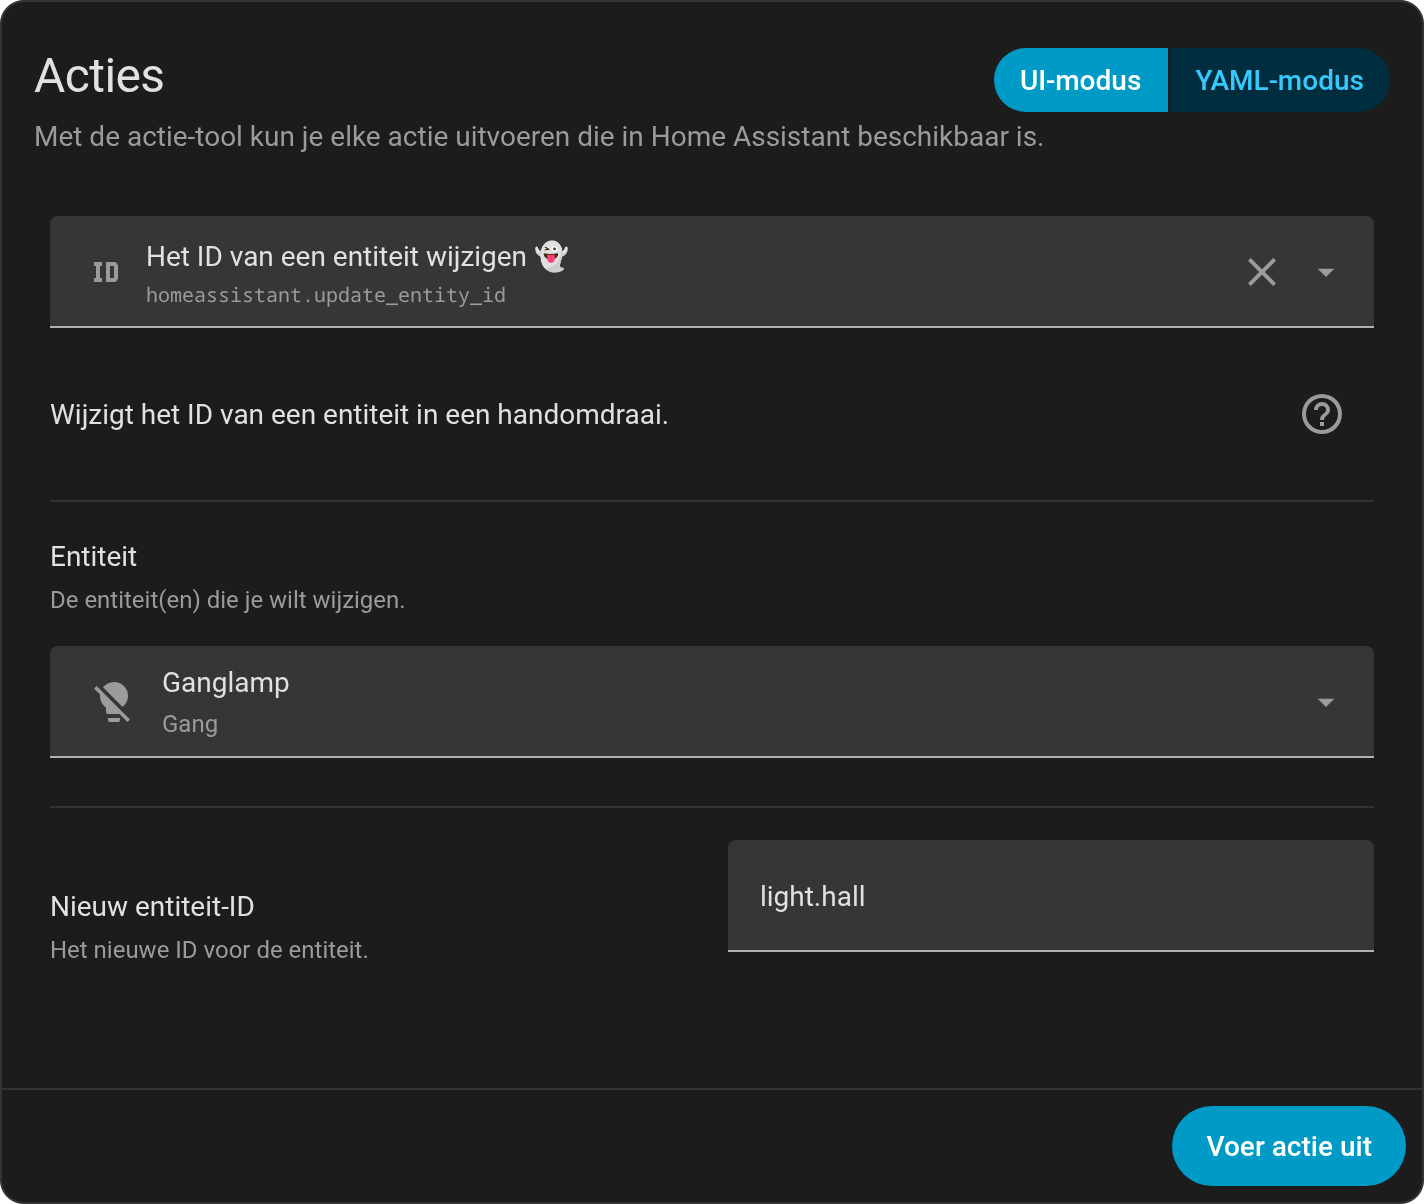 Acties
UI-modus
YAML-modus
Met de actie-tool kun je elke actie uitvoeren die in Home Assistant beschikbaar is.
ID
Het ID van een entiteit wijzigen 👻
homeassistant.update_entity_id
Wijzigt het ID van een entiteit in een handomdraai.
Entiteit
De entiteit(en) die je wilt wijzigen.
Ganglamp
Gang
Nieuw entiteit-ID
Het nieuwe ID voor de entiteit.
light.hall
Voer actie uit